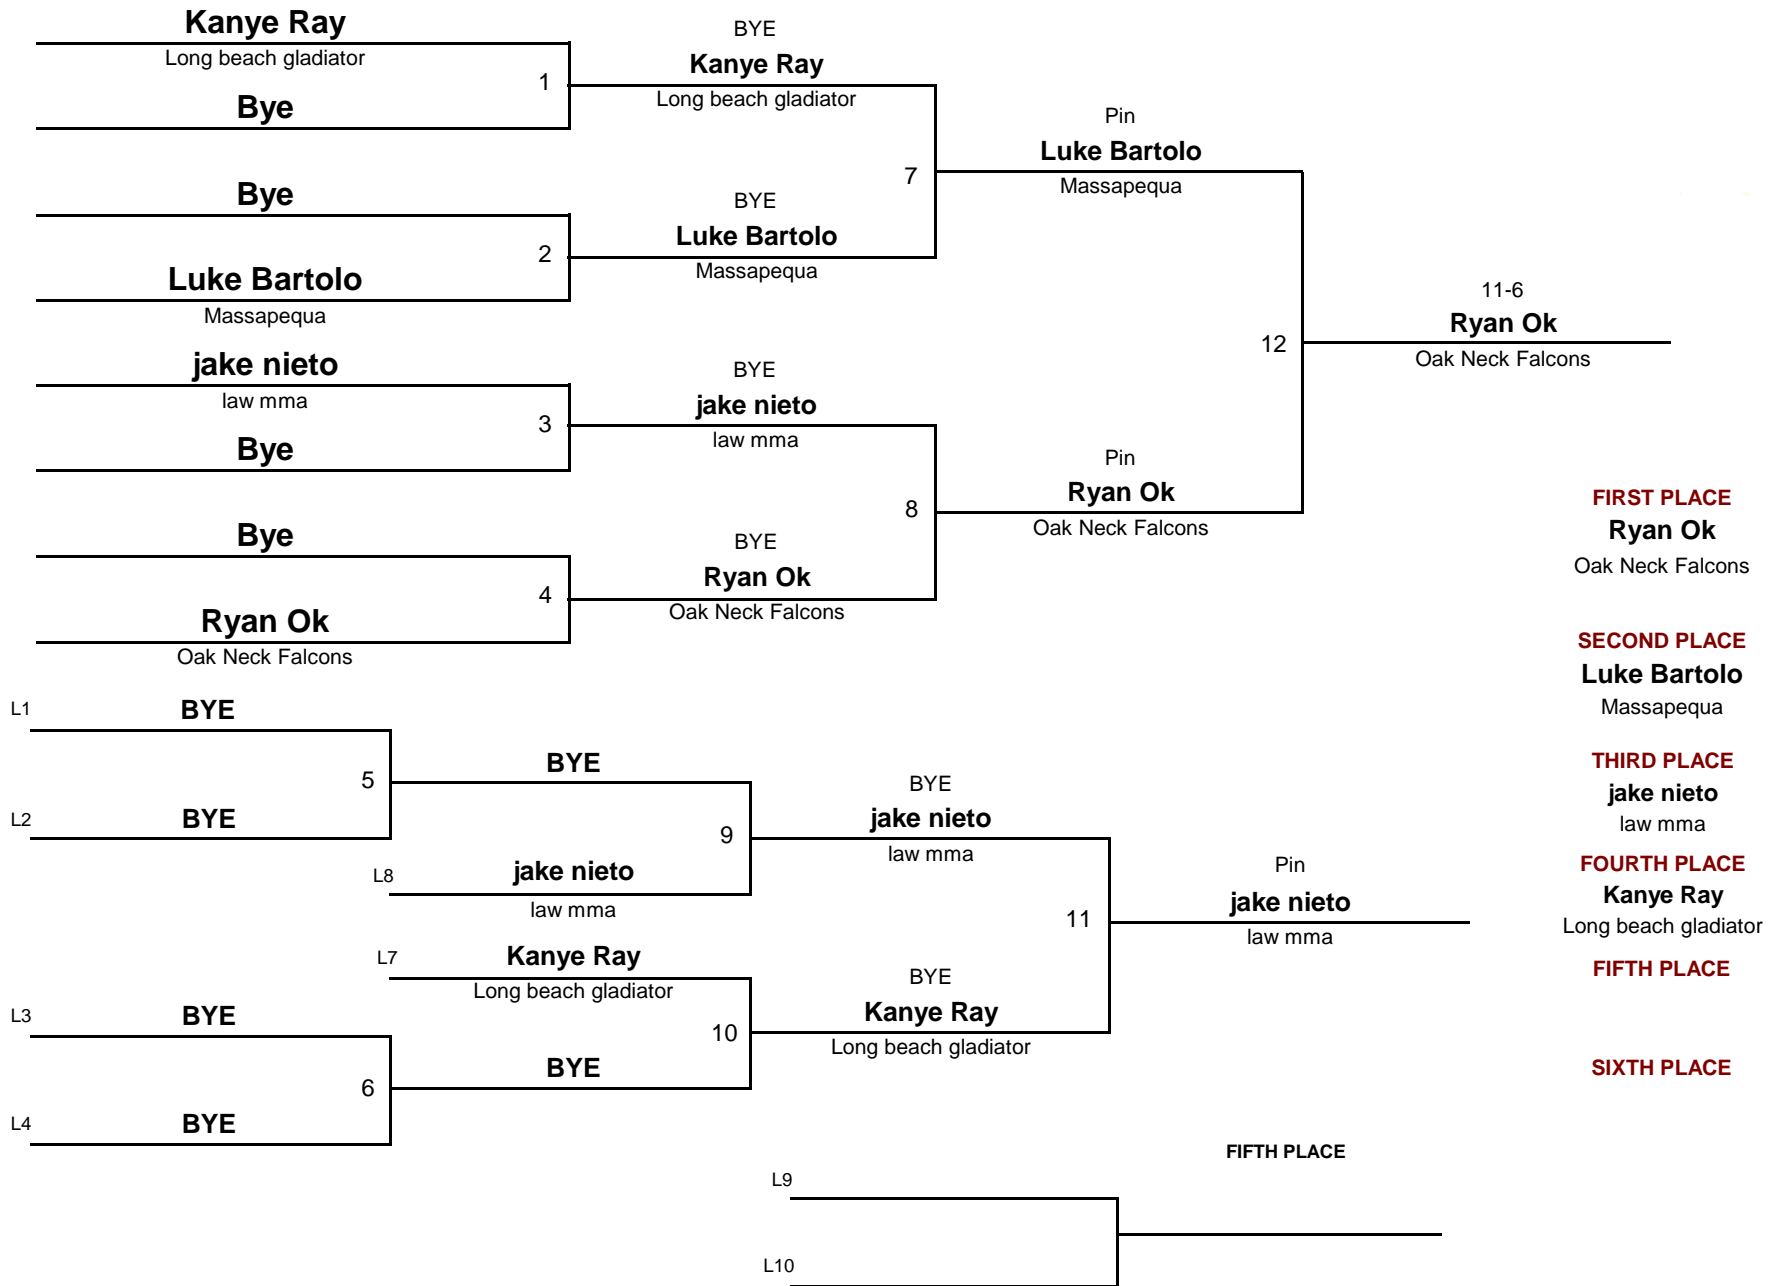 Kanye Ray
Long beach gladiator
1
Bye
BYE
Kanye Ray
Long beach gladiator
7
Bye
2
Luke Bartolo
Massapequa
BYE
Luke Bartolo
Massapequa
Pin
Luke Bartolo
Massapequa
12
jake nieto
law mma
3
Bye
BYE
jake nieto
law mma
8
Bye
4
Ryan Ok
Oak Neck Falcons
BYE
Ryan Ok
Oak Neck Falcons
Pin
Ryan Ok
Oak Neck Falcons
11-6
Ryan Ok
Oak Neck Falcons
FIRST PLACE
Ryan Ok
Oak Neck Falcons
SECOND PLACE
Luke Bartolo
Massapequa
THIRD PLACE
jake nieto
law mma
FOURTH PLACE
Kanye Ray
Long beach gladiator
FIFTH PLACE
SIXTH PLACE
L1 BYE
5
L2 BYE
BYE
9
L8 jake nieto
law mma
BYE
jake nieto
law mma
11
L7 Kanye Ray
Long beach gladiator
10
L3 BYE
6
L4 BYE
BYE
BYE
Kanye Ray
Long beach gladiator
Pin
jake nieto
law mma
FIFTH PLACE
L9
L10